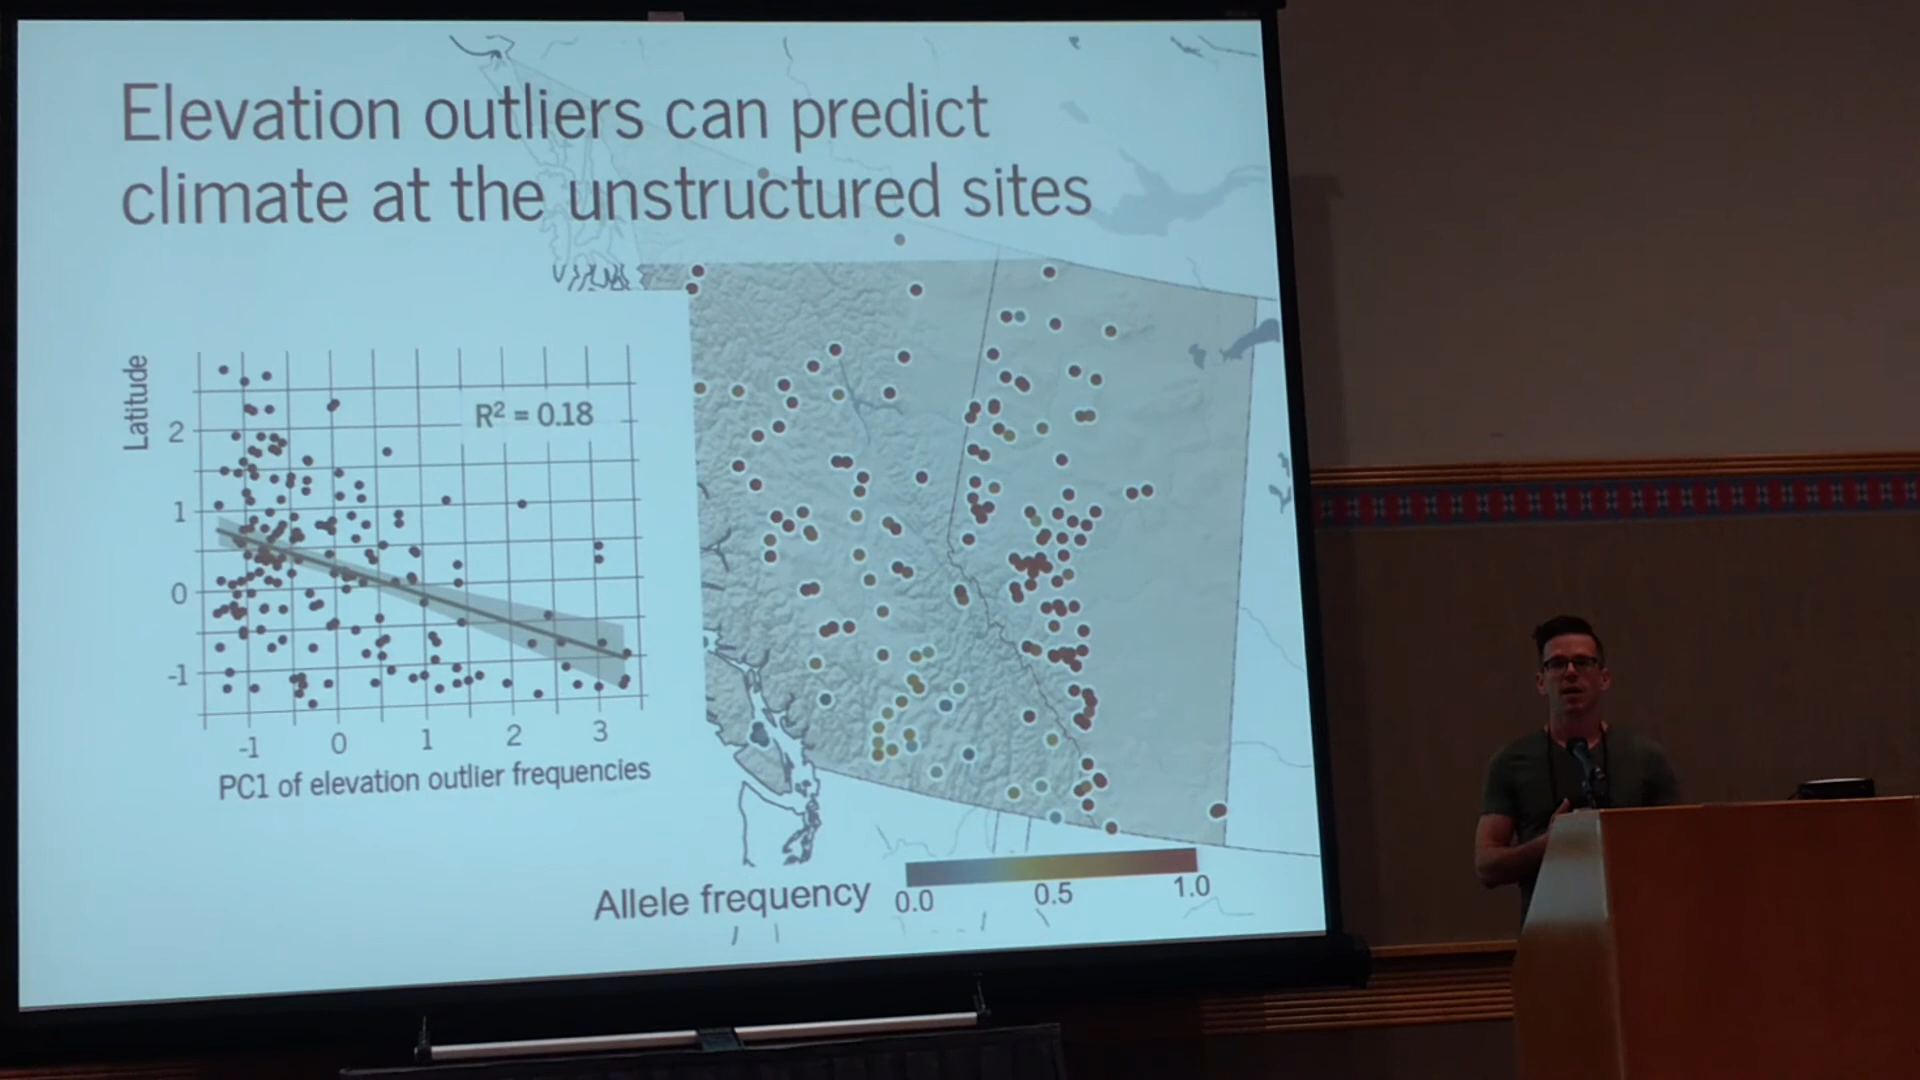 Elevation outliers can predict
climate at the unstructured sites
Latitude
R² = 0.18
2
1
0
-1
-1 0 1 2 3
PC1 of elevation outlier frequencies
Allele frequency
0.0 0.5 1.0